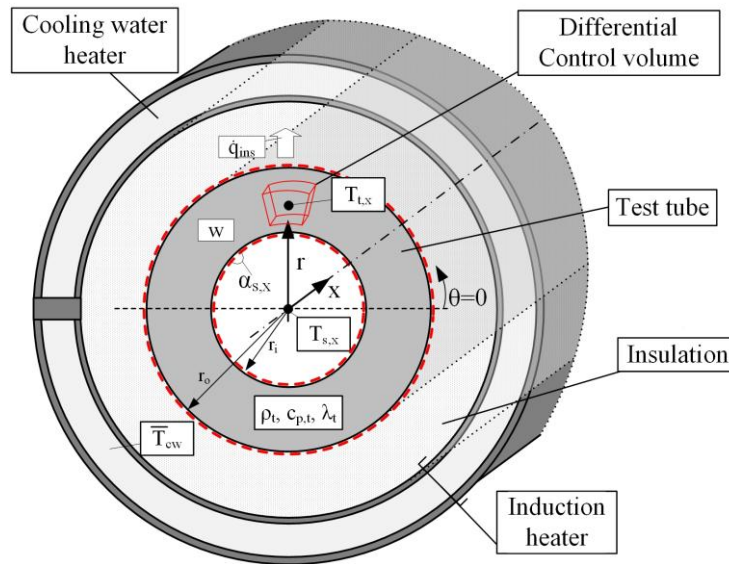 Cooling water
heater
Differential
Control volume
q̇ins
Tt,x
Test tube
w
r
αs,x
x
θ=0
Ts,x
ri
ro
Insulation
ρt, cp,t, λt
T̅cw
Induction
heater